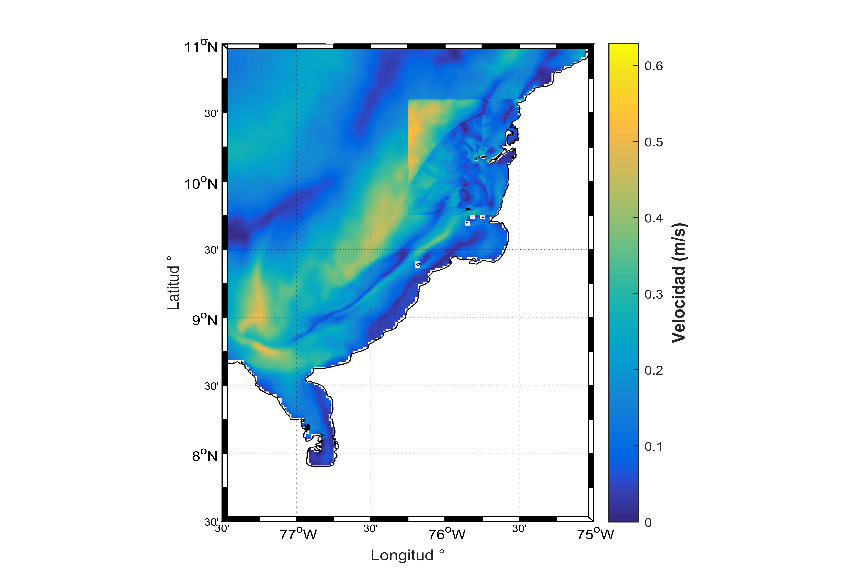 11°N
30'
10°N
30'
9°N
30'
8°N
30'
30'
77°W
30'
76°W
30'
75°W
Latitud °
Longitud °
0.6
0.5
0.4
0.3
0.2
0.1
0
Velocidad (m/s)